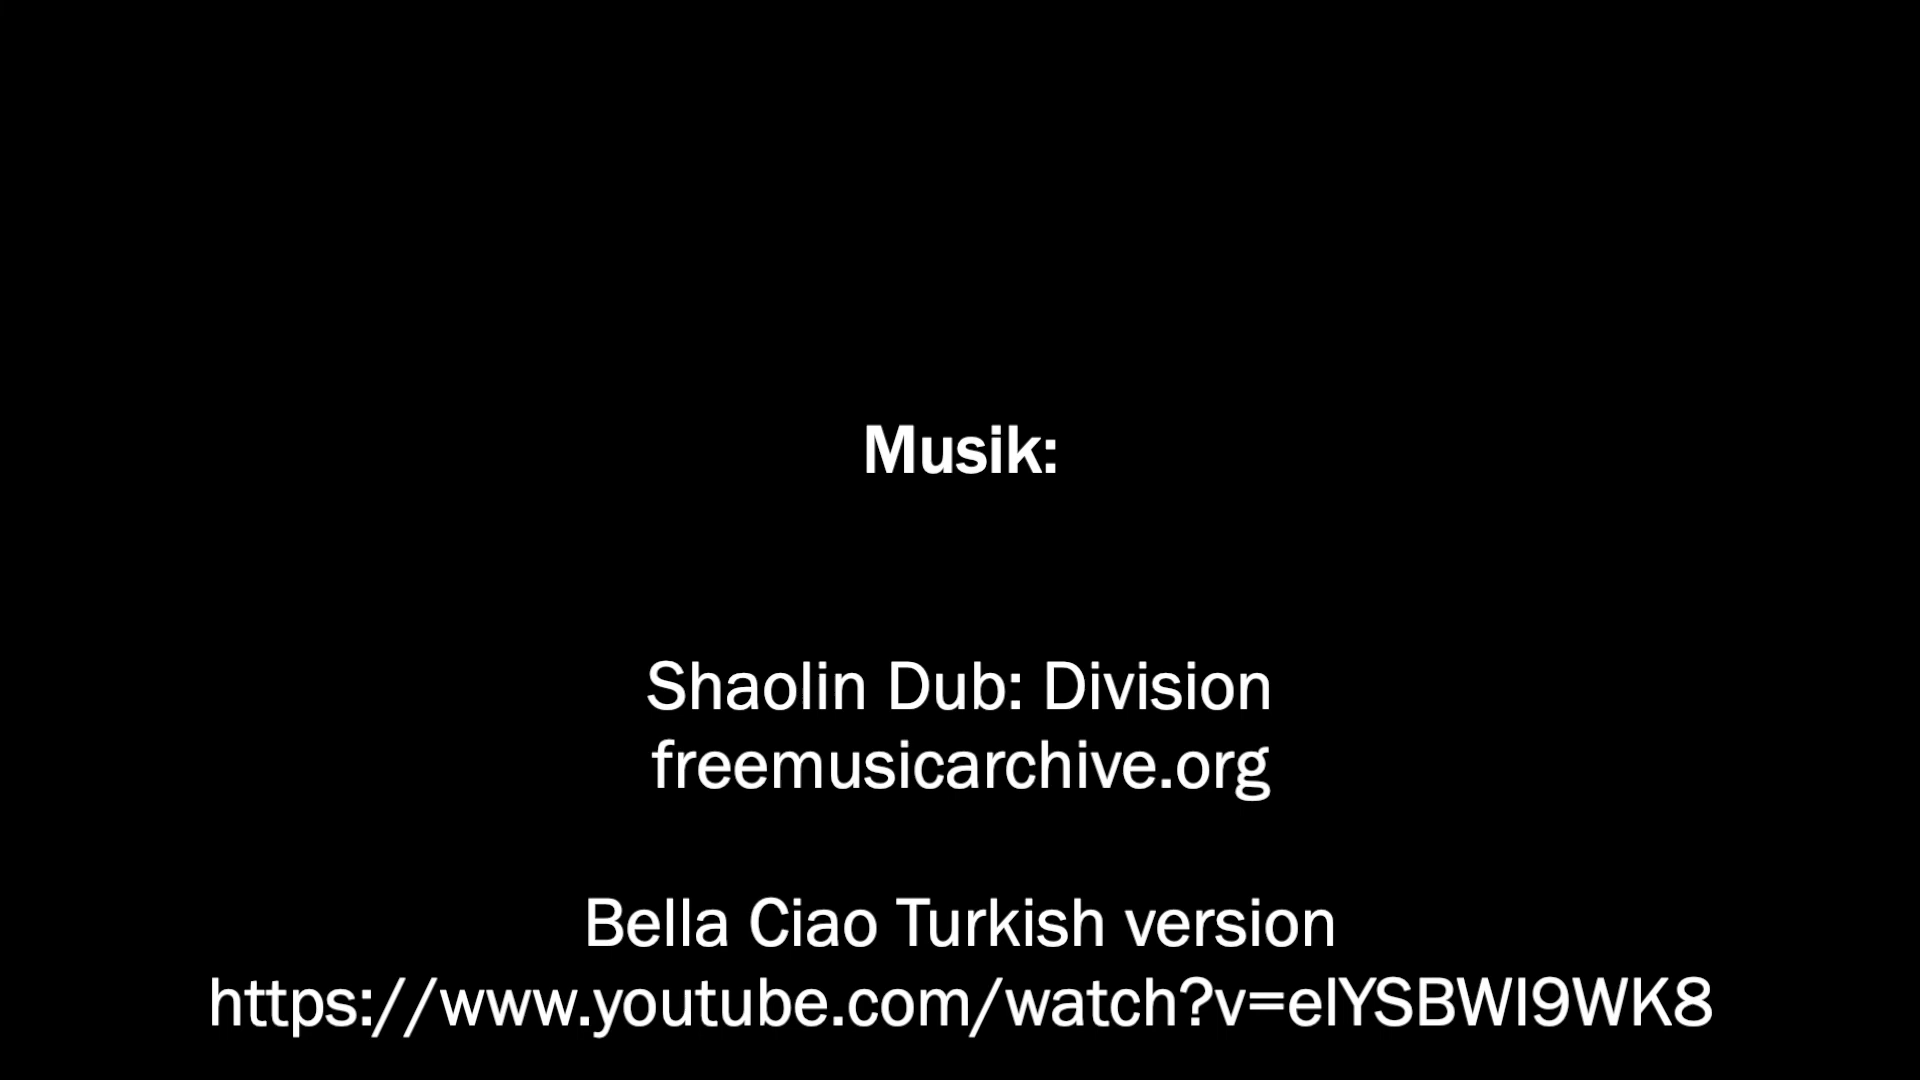 Musik:
Shaolin Dub: Division
freemusicarchive.org
Bella Ciao Turkish version
https://www.youtube.com/watch?v=elYSBWI9WK8